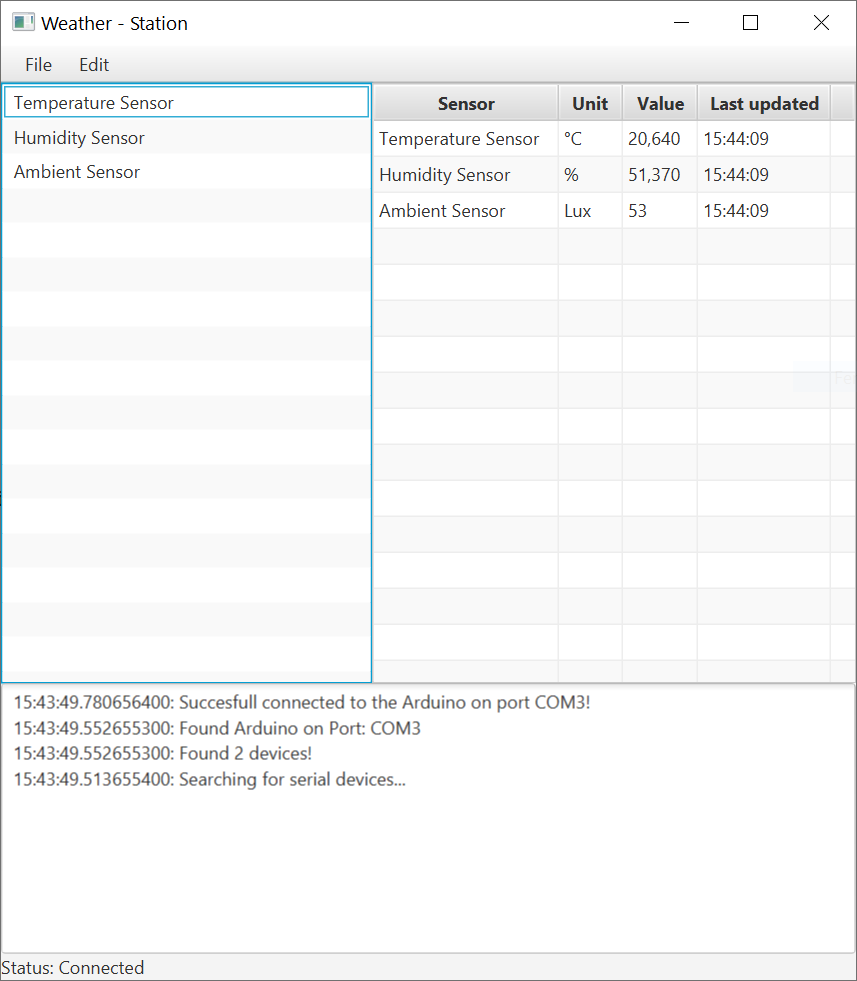 Weather - Station
File Edit
Temperature Sensor
Humidity Sensor
Ambient Sensor
Sensor Unit Value Last updated
Temperature Sensor °C 20,640 15:44:09
Humidity Sensor % 51,370 15:44:09
Ambient Sensor Lux 53 15:44:09
15:43:49.780656400: Succesfull connected to the Arduino on port COM3!
15:43:49.552655300: Found Arduino on Port: COM3
15:43:49.552655300: Found 2 devices!
15:43:49.513655400: Searching for serial devices...
Status: Connected